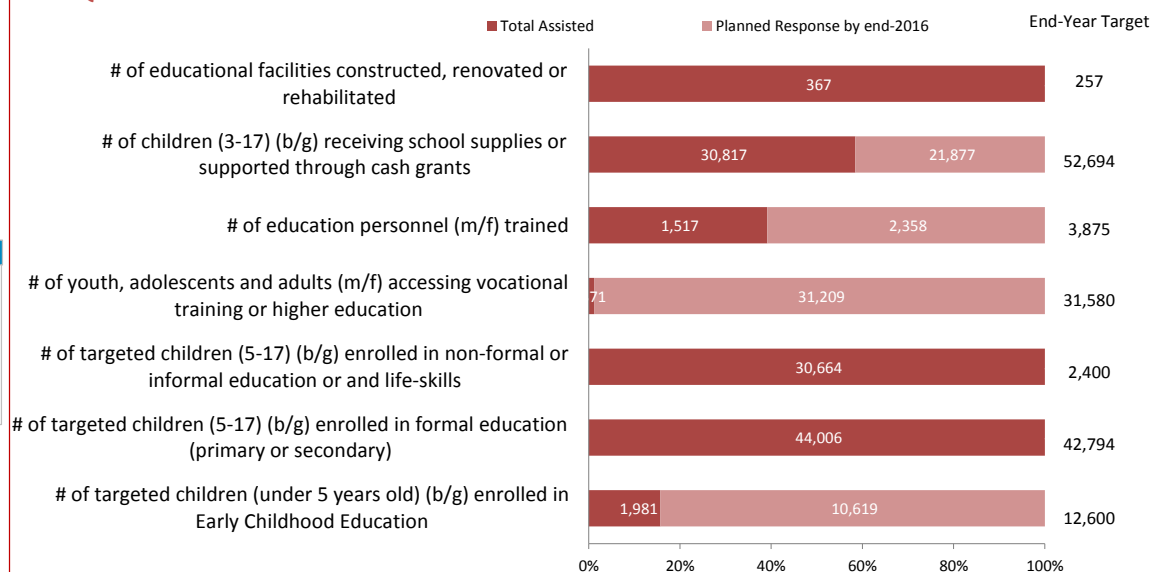 Total Assisted
Planned Response by end-2016
End-Year Target
# of educational facilities constructed, renovated or
rehabilitated
367
257
# of children (3-17) (b/g) receiving school supplies or
supported through cash grants
30,817
21,877
52,694
# of education personnel (m/f) trained
1,517
2,358
3,875
# of youth, adolescents and adults (m/f) accessing vocational
training or higher education
71
31,209
31,580
# of targeted children (5-17) (b/g) enrolled in non-formal or
informal education or and life-skills
30,664
2,400
# of targeted children (5-17) (b/g) enrolled in formal education
(primary or secondary)
44,006
42,794
# of targeted children (under 5 years old) (b/g) enrolled in
Early Childhood Education
1,981
10,619
12,600
0%
20%
40%
60%
80%
100%